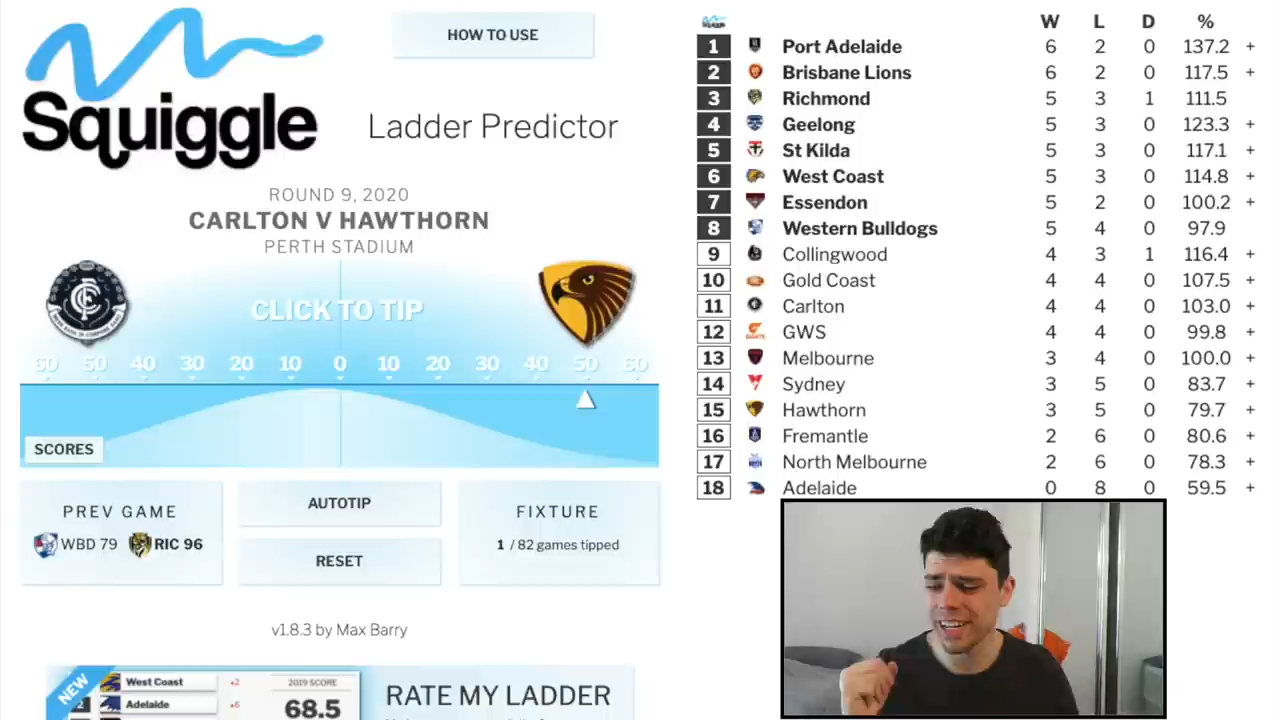 Squiggle
HOW TO USE
Ladder Predictor
ROUND 9, 2020
CARLTON V HAWTHORN
PERTH STADIUM
CLICK TO TIP
60 50 40 30 20 10 0 10 20 30 40 50 60
SCORES
PREV GAME
WBD 79 RIC 96
AUTOTIP
RESET
FIXTURE
1 / 82 games tipped
v1.8.3 by Max Barry
NEW
West Coast +2
2 Adelaide +6
2019 SCORE
68.5
RATE MY LADDER
Squiggle W L D %
1 Port Adelaide 6 2 0 137.2 +
2 Brisbane Lions 6 2 0 117.5 +
3 Richmond 5 3 1 111.5
4 Geelong 5 3 0 123.3 +
5 St Kilda 5 3 0 117.1 +
6 West Coast 5 3 0 114.8 +
7 Essendon 5 2 0 100.2 +
8 Western Bulldogs 5 4 0 97.9
9 Collingwood 4 3 1 116.4 +
10 Gold Coast 4 4 0 107.5 +
11 Carlton 4 4 0 103.0 +
12 GWS 4 4 0 99.8 +
13 Melbourne 3 4 0 100.0 +
14 Sydney 3 5 0 83.7 +
15 Hawthorn 3 5 0 79.7 +
16 Fremantle 2 6 0 80.6 +
17 North Melbourne 2 6 0 78.3 +
18 Adelaide 0 8 0 59.5 +